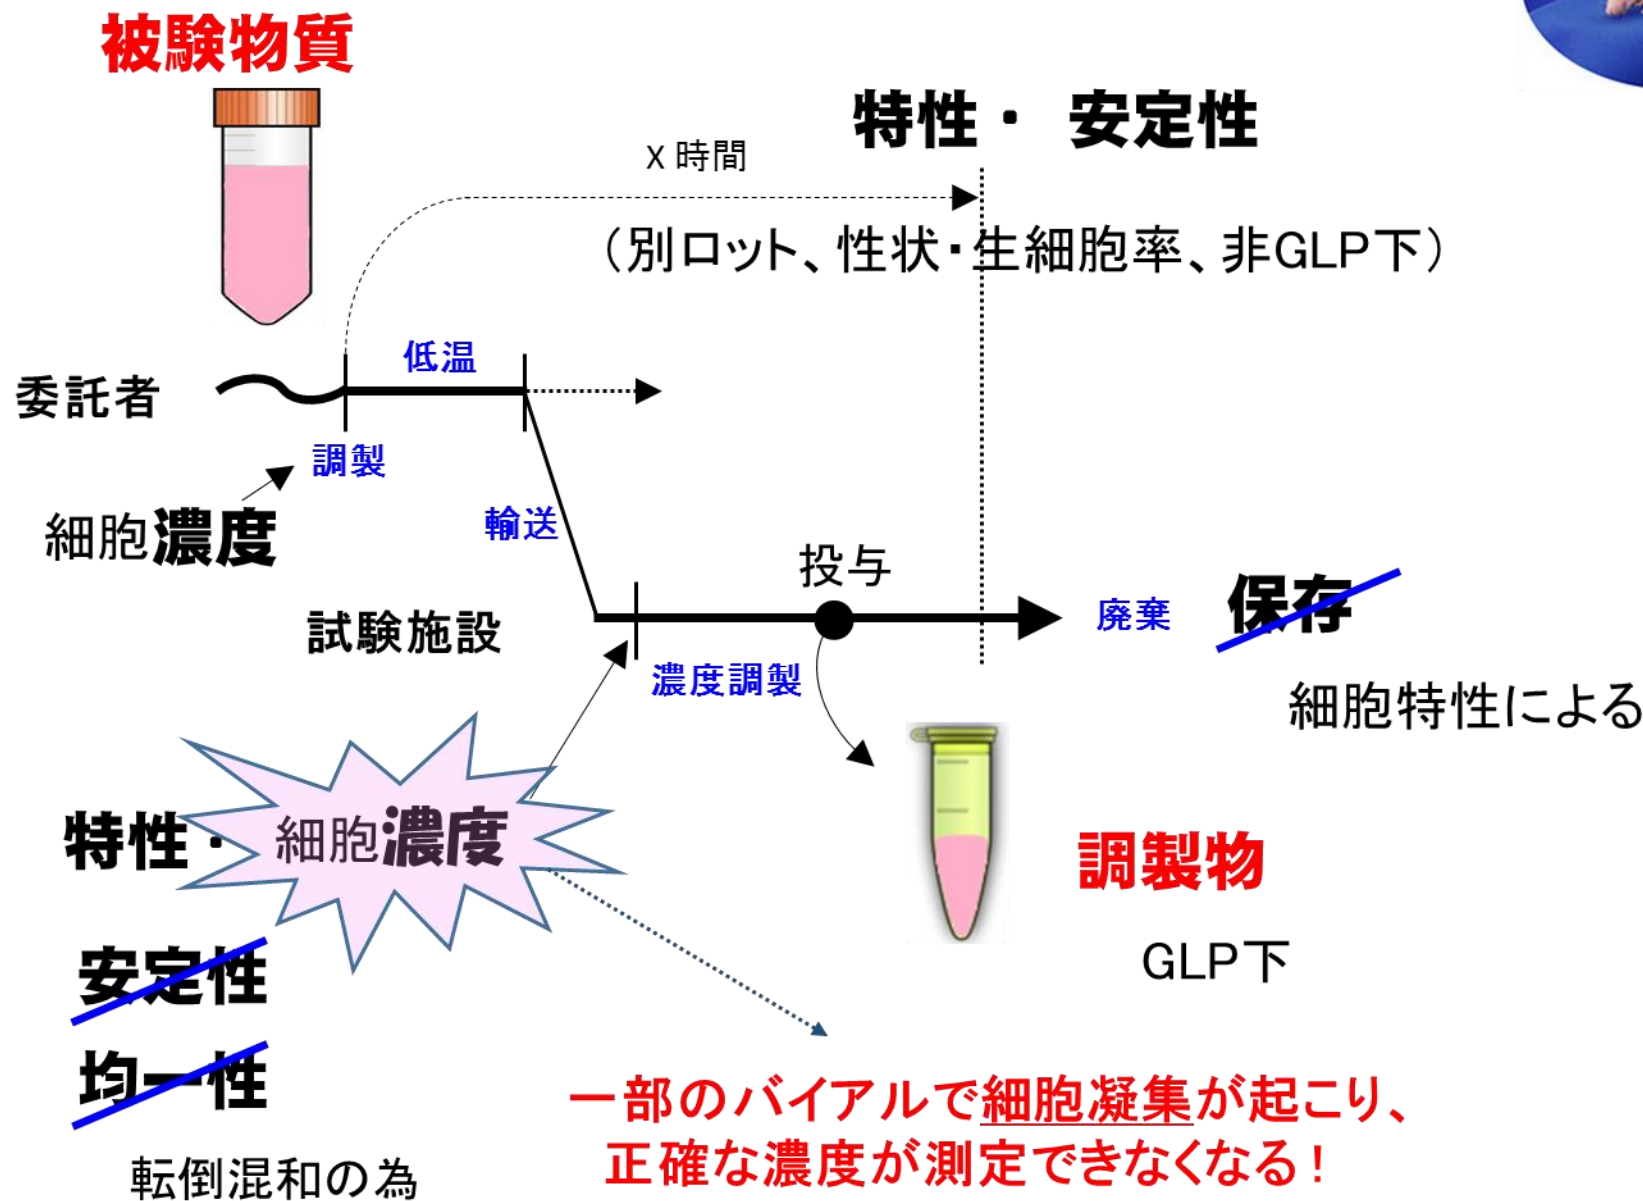 被験物質
特性・ 安定性
X 時間
（別ロット、性状・生細胞率、非GLP下）
低温
委託者
調製
細胞濃度
輸送
投与
試験施設
濃度調製
廃棄
保存
細胞特性による
特性・
細胞濃度
調製物
GLP下
安定性
均一性
転倒混和の為
一部のバイアルで細胞凝集が起こり、
正確な濃度が測定できなくなる！